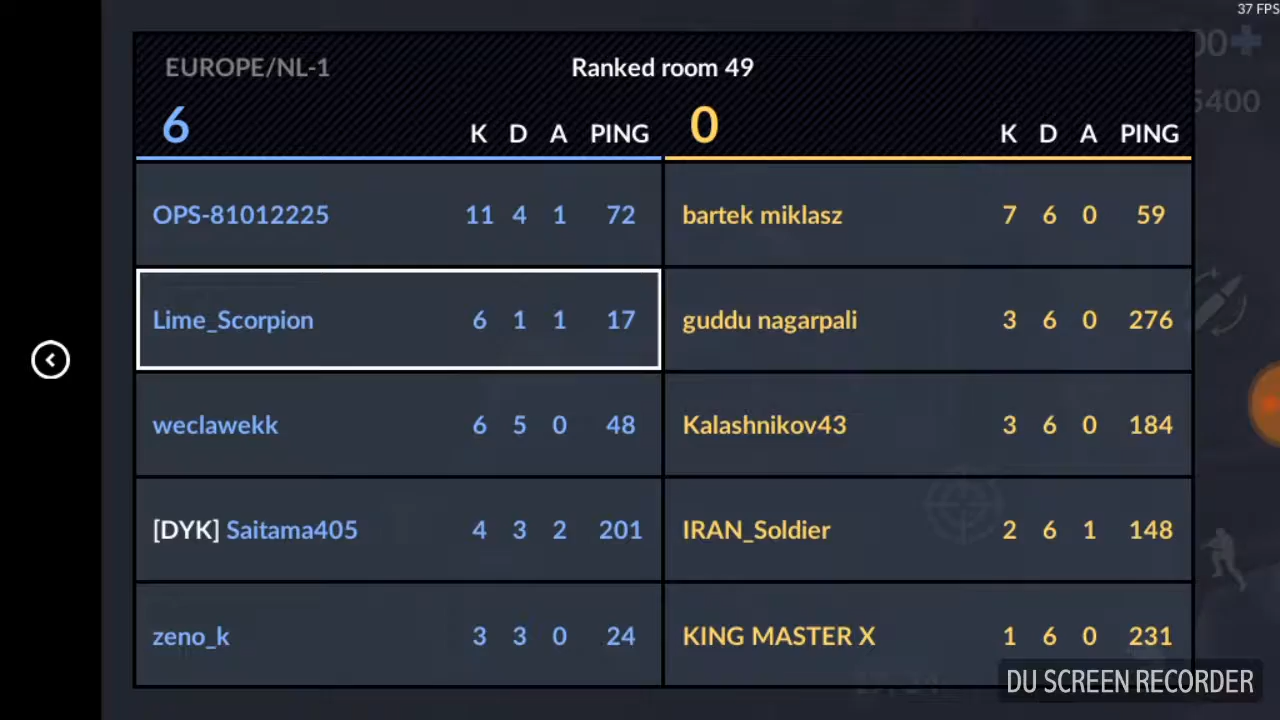 37 FPS
EUROPE/NL-1 Ranked room 49
6 K D A PING 0 K D A PING
5400
OPS-81012225 11 4 1 72 bartek miklasz 7 6 0 59
Lime_Scorpion 6 1 1 17 guddu nagarpali 3 6 0 276
weclawekk 6 5 0 48 Kalashnikov43 3 6 0 184
[DYK] Saitama405 4 3 2 201 IRAN_Soldier 2 6 1 148
zeno_k 3 3 0 24 KING MASTER X 1 6 0 231
DU SCREEN RECORDER